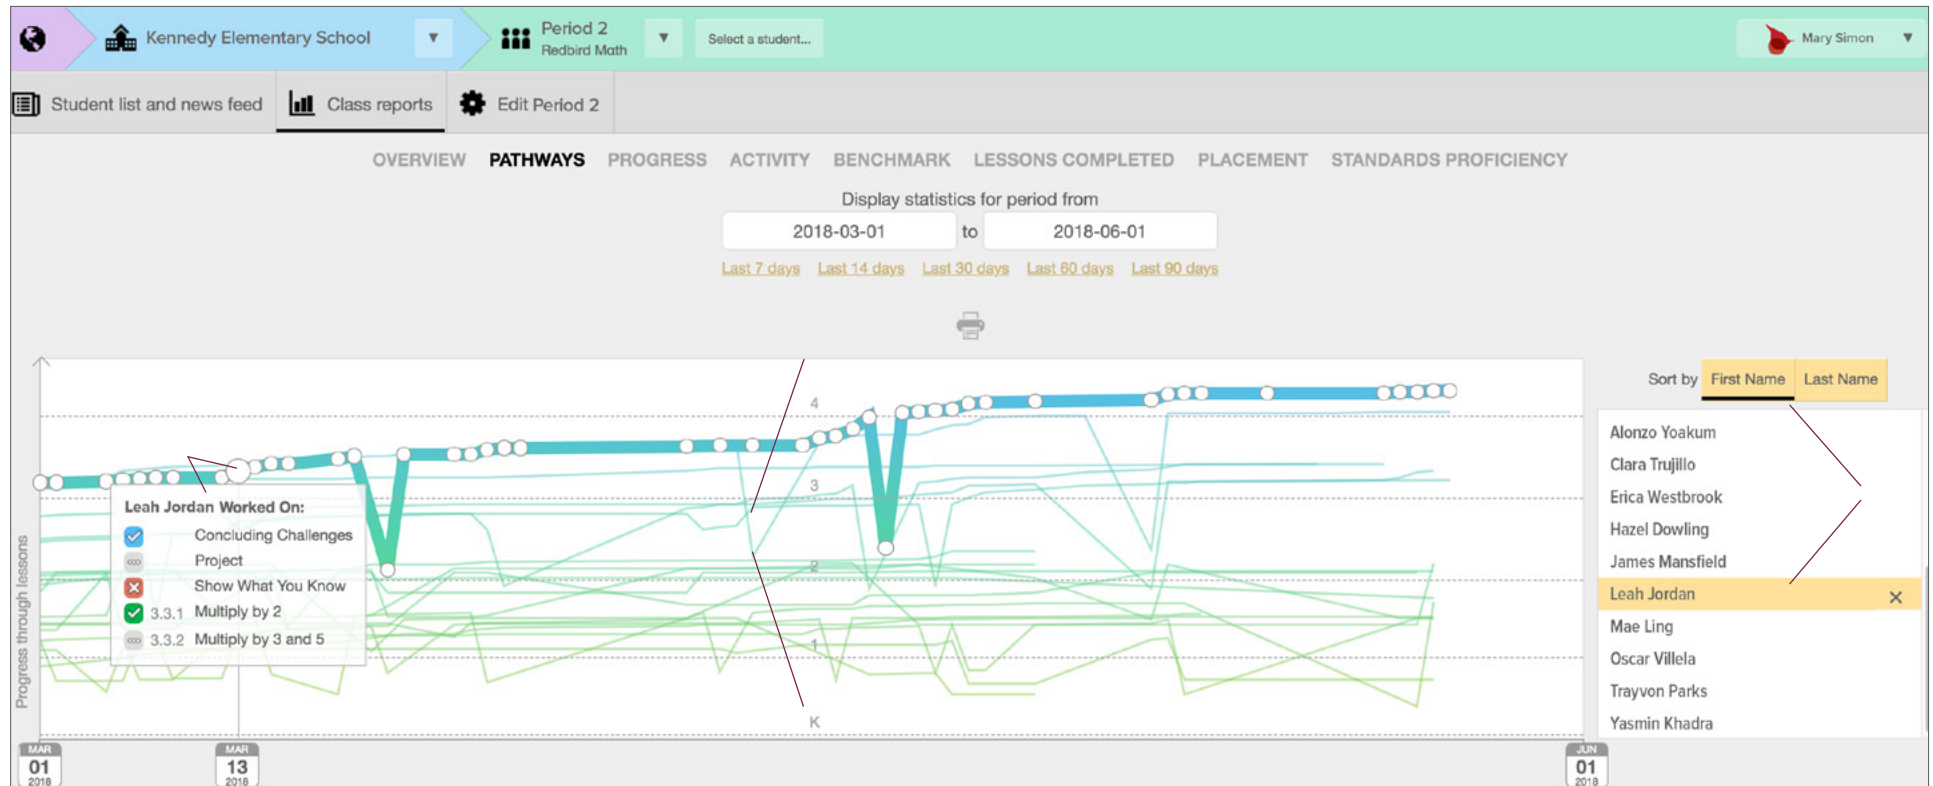 Kennedy Elementary School
Period 2
Redbird Math
Select a student...
Mary Simon
Student list and news feed
Class reports
Edit Period 2
OVERVIEW PATHWAYS PROGRESS ACTIVITY BENCHMARK LESSONS COMPLETED PLACEMENT STANDARDS PROFICIENCY
Display statistics for period from
2018-03-01 to 2018-06-01
Last 7 days Last 14 days Last 30 days Last 60 days Last 90 days
Progress through lessons
4
3
2
1
K
Leah Jordan Worked On:
Concluding Challenges
Project
Show What You Know
3.3.1 Multiply by 2
3.3.2 Multiply by 3 and 5
MAR
01
2018
MAR
13
2018
JUN
01
2018
Sort by First Name Last Name
Alonzo Yoakum
Clara Trujillo
Erica Westbrook
Hazel Dowling
James Mansfield
Leah Jordan
Mae Ling
Oscar Villela
Trayvon Parks
Yasmin Khadra